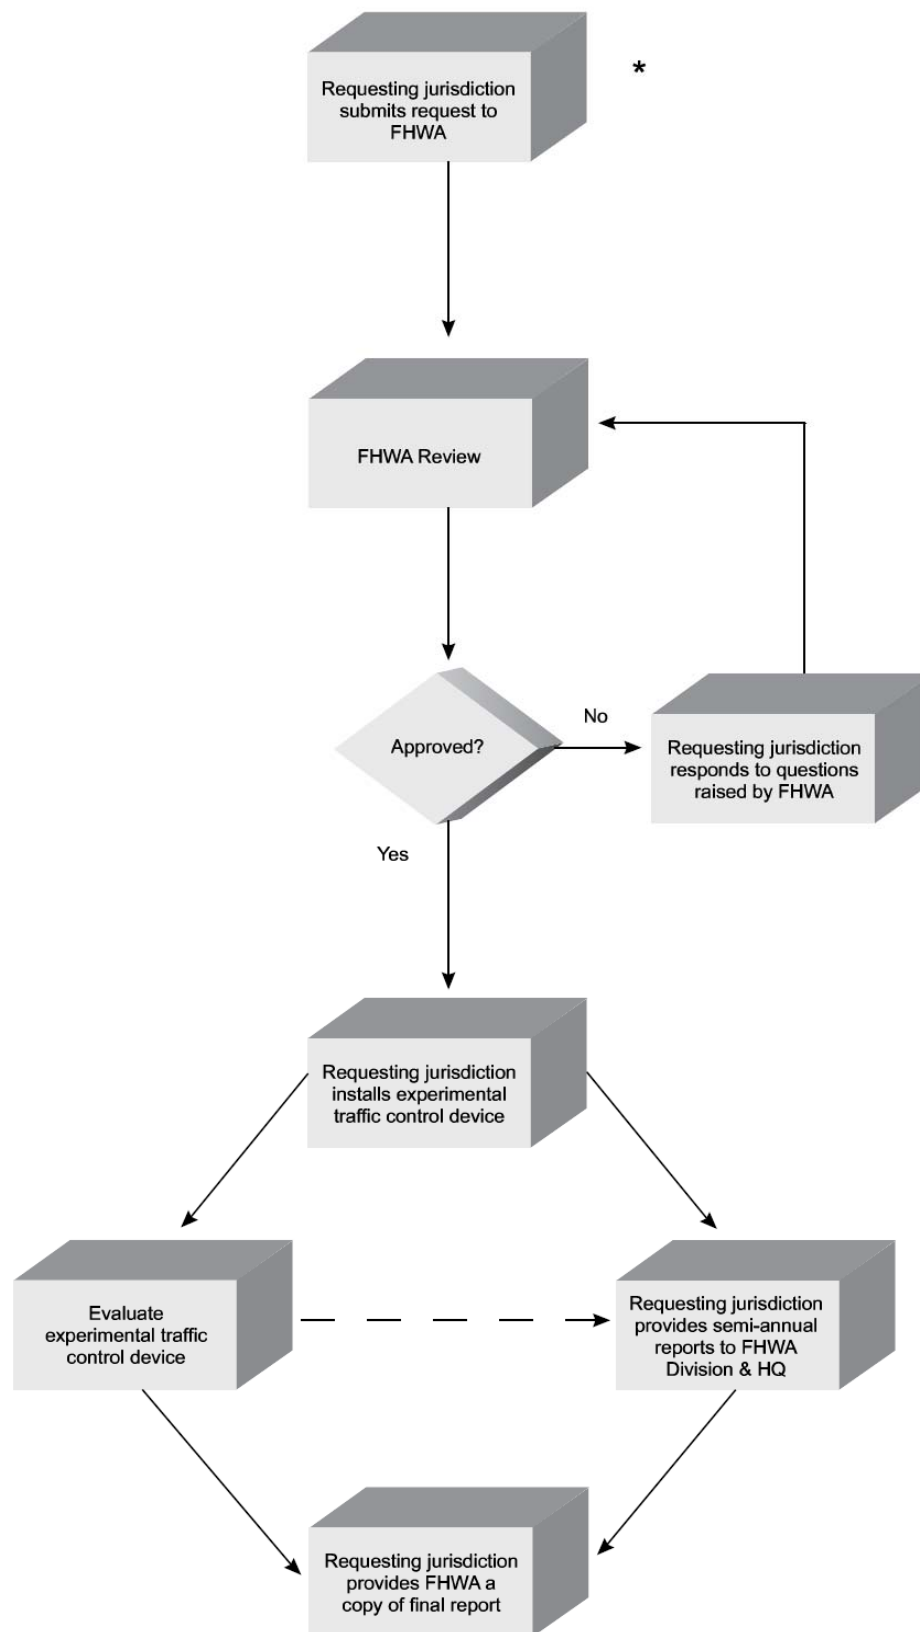 Requesting jurisdiction
submits request to
FHWA
*
FHWA Review
Approved?
No
Requesting jurisdiction
responds to questions
raised by FHWA
Yes
Requesting jurisdiction
installs experimental
traffic control device
Evaluate
experimental traffic
control device
Requesting jurisdiction
provides semi-annual
reports to FHWA
Division & HQ
Requesting jurisdiction
provides FHWA a
copy of final report